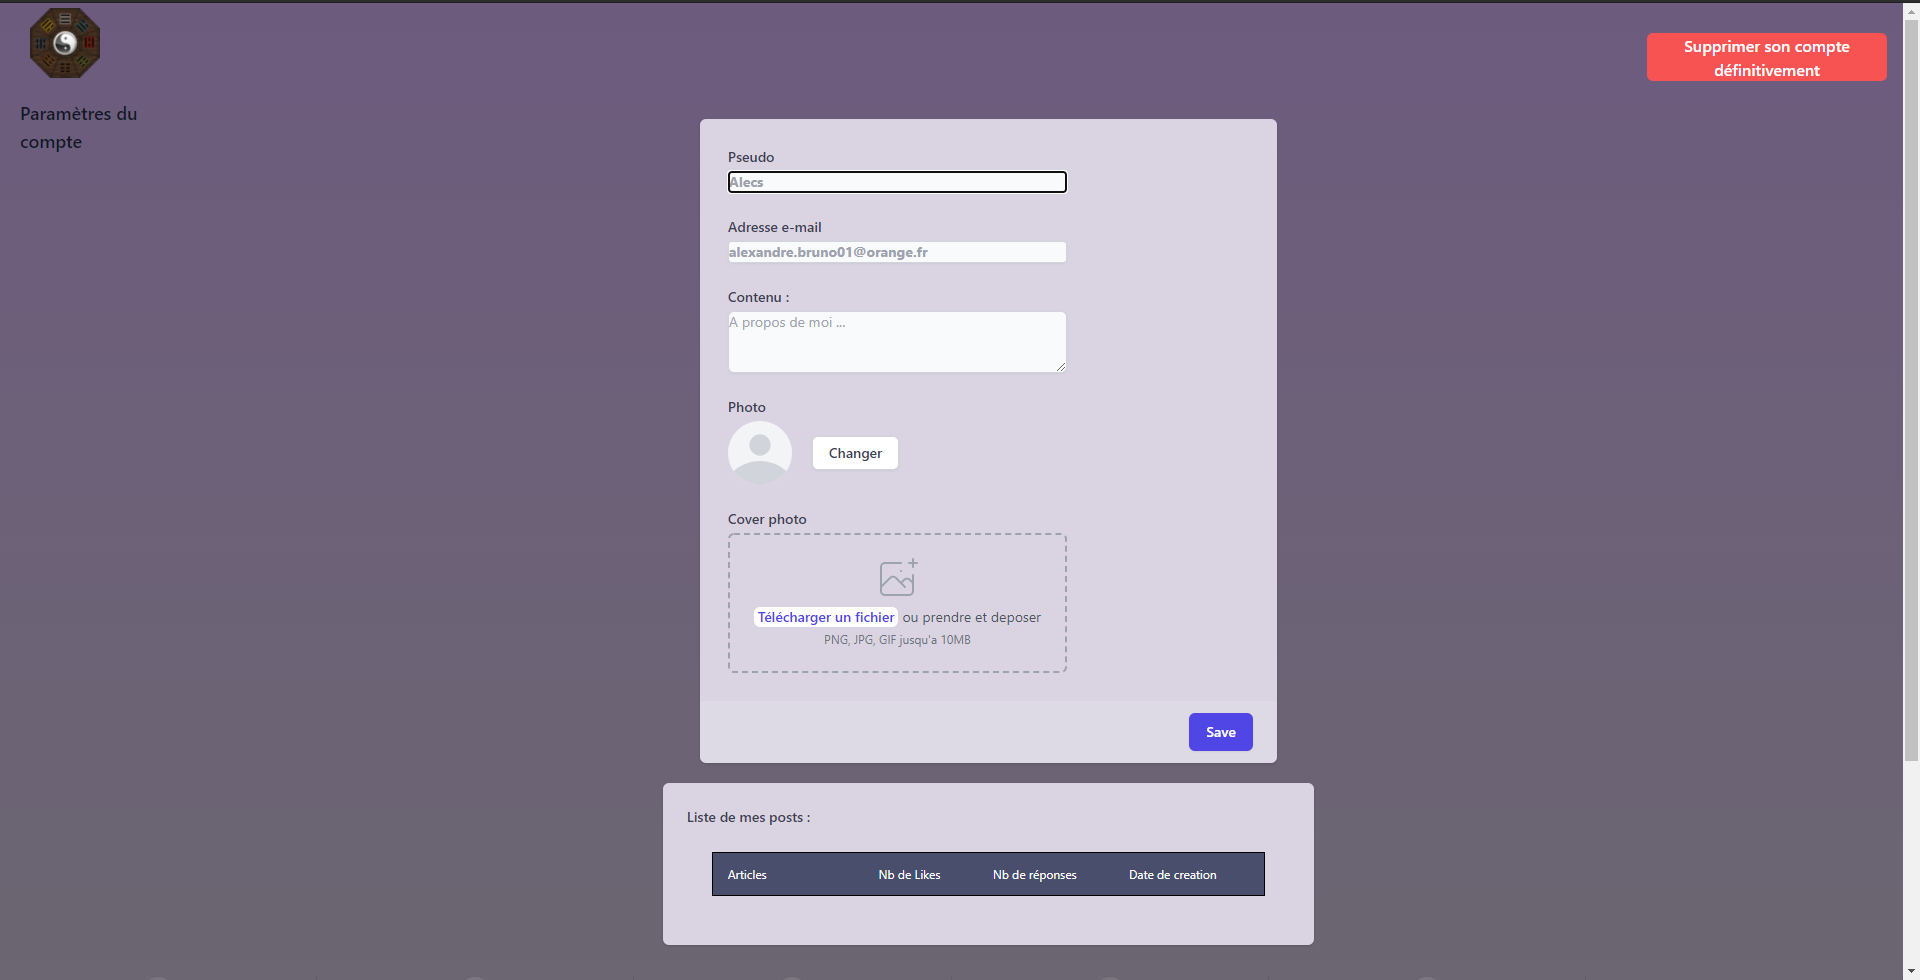 Supprimer son compte
définitivement
Paramètres du
compte
Pseudo
Alecs
Adresse e-mail
alexandre.bruno01@orange.fr
Contenu :
A propos de moi ...
Photo
Changer
Cover photo
Télécharger un fichier ou prendre et deposer
PNG, JPG, GIF jusqu'a 10MB
Save
Liste de mes posts :
Articles Nb de Likes Nb de réponses Date de creation